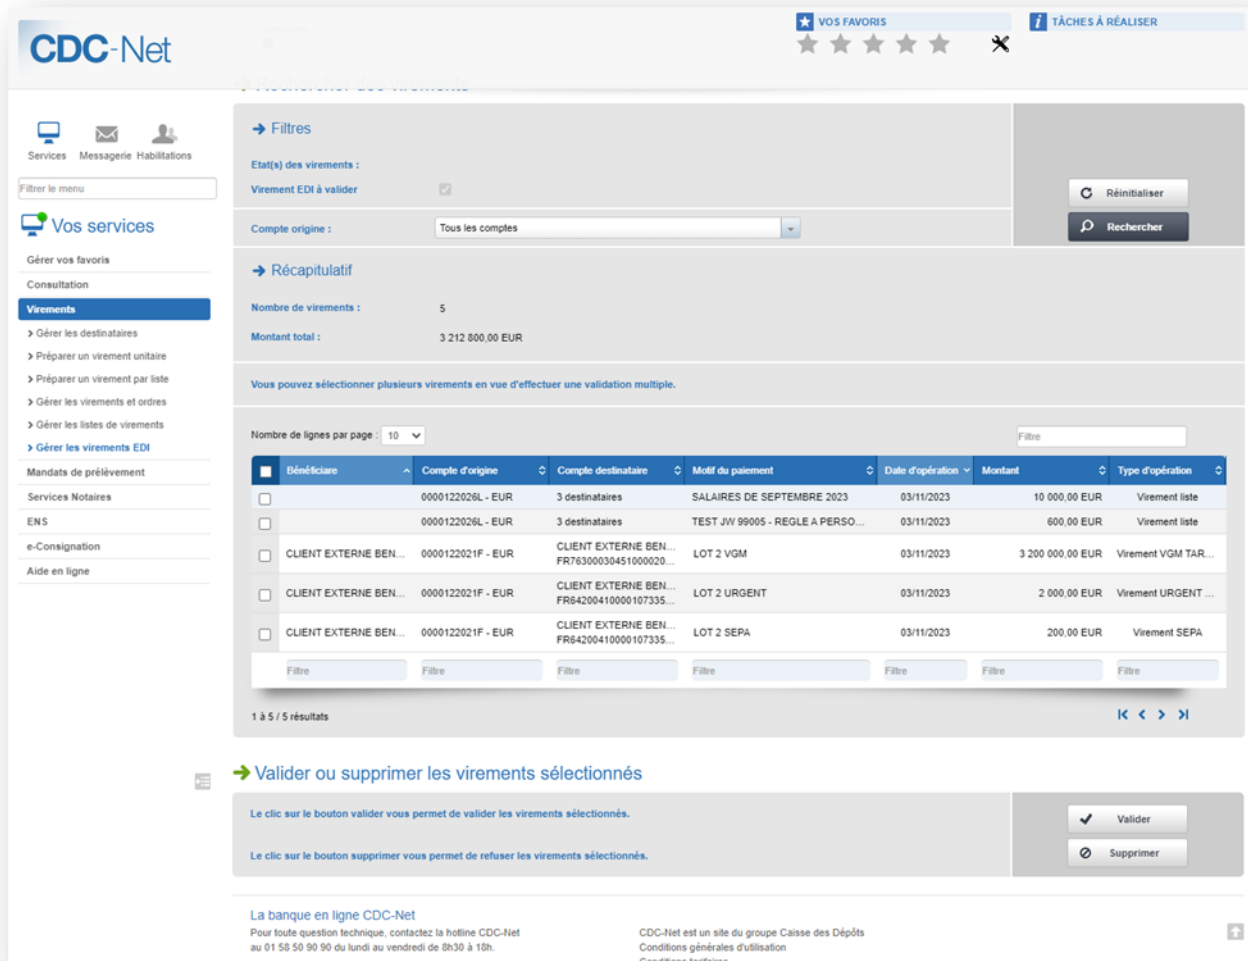 CDC-Net
VOS FAVORIS
TÂCHES À RÉALISER
Rechercher des virements
Services Messagerie Habilitations
Filtrer le menu
Vos services
Gérer vos favoris
Consultation
Virements
Gérer les destinataires
Préparer un virement unitaire
Préparer un virement par liste
Gérer les virements et ordres
Gérer les listes de virements
Gérer les virements EDI
Mandats de prélèvement
Services Notaires
ENS
e-Consignation
Aide en ligne
Filtres
Etat(s) des virements :
Virement EDI à valider
Compte origine : Tous les comptes
Réinitialiser
Rechercher
Récapitulatif
Nombre de virements : 5
Montant total : 3 212 800,00 EUR
Vous pouvez sélectionner plusieurs virements en vue d'effectuer une validation multiple.
Nombre de lignes par page : 10
Filtre
Bénéficiare Compte d'origine Compte destinataire Motif du paiement Date d'opération Montant Type d'opération
0000122026L - EUR 3 destinataires SALAIRES DE SEPTEMBRE 2023 03/11/2023 10 000,00 EUR Virement liste
0000122026L - EUR 3 destinataires TEST JW 99005 - REGLE A PERSO... 03/11/2023 600,00 EUR Virement liste
CLIENT EXTERNE BEN... 0000122021F - EUR CLIENT EXTERNE BEN... LOT 2 VGM 03/11/2023 3 200 000,00 EUR Virement VGM TAR...
FR76300030451000020...
CLIENT EXTERNE BEN... 0000122021F - EUR CLIENT EXTERNE BEN... LOT 2 URGENT 03/11/2023 2 000,00 EUR Virement URGENT ...
FR64200410000107335...
CLIENT EXTERNE BEN... 0000122021F - EUR CLIENT EXTERNE BEN... LOT 2 SEPA 03/11/2023 200,00 EUR Virement SEPA
FR64200410000107335...
Filtre Filtre Filtre Filtre Filtre Filtre Filtre
1 à 5 / 5 résultats
Valider ou supprimer les virements sélectionnés
Le clic sur le bouton valider vous permet de valider les virements sélectionnés.
Valider
Le clic sur le bouton supprimer vous permet de refuser les virements sélectionnés.
Supprimer
La banque en ligne CDC-Net
Pour toute question technique, contactez la hotline CDC-Net
au 01 58 50 90 90 du lundi au vendredi de 8h30 à 18h.
CDC-Net est un site du groupe Caisse des Dépôts
Conditions générales d'utilisation
Conditions tarifaires